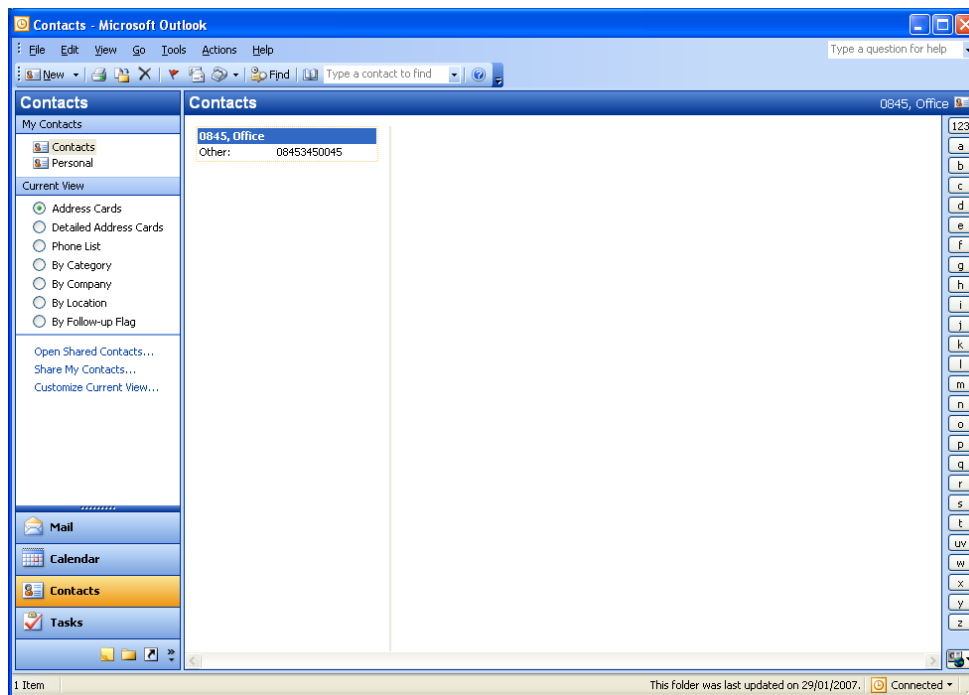 Contacts - Microsoft Outlook
File Edit View Go Tools Actions Help
Type a question for help
New Find Type a contact to find
Contacts
My Contacts
Contacts
Personal
Current View
Address Cards
Detailed Address Cards
Phone List
By Category
By Company
By Location
By Follow-up Flag
Open Shared Contacts...
Share My Contacts...
Customize Current View...
Mail
Calendar
Contacts
Tasks
Contacts
0845, Office
0845, Office
Other: 08453450045
123
a
b
c
d
e
f
g
h
i
j
k
l
m
n
o
p
q
r
s
t
uv
w
x
y
z
1 Item
This folder was last updated on 29/01/2007.
Connected